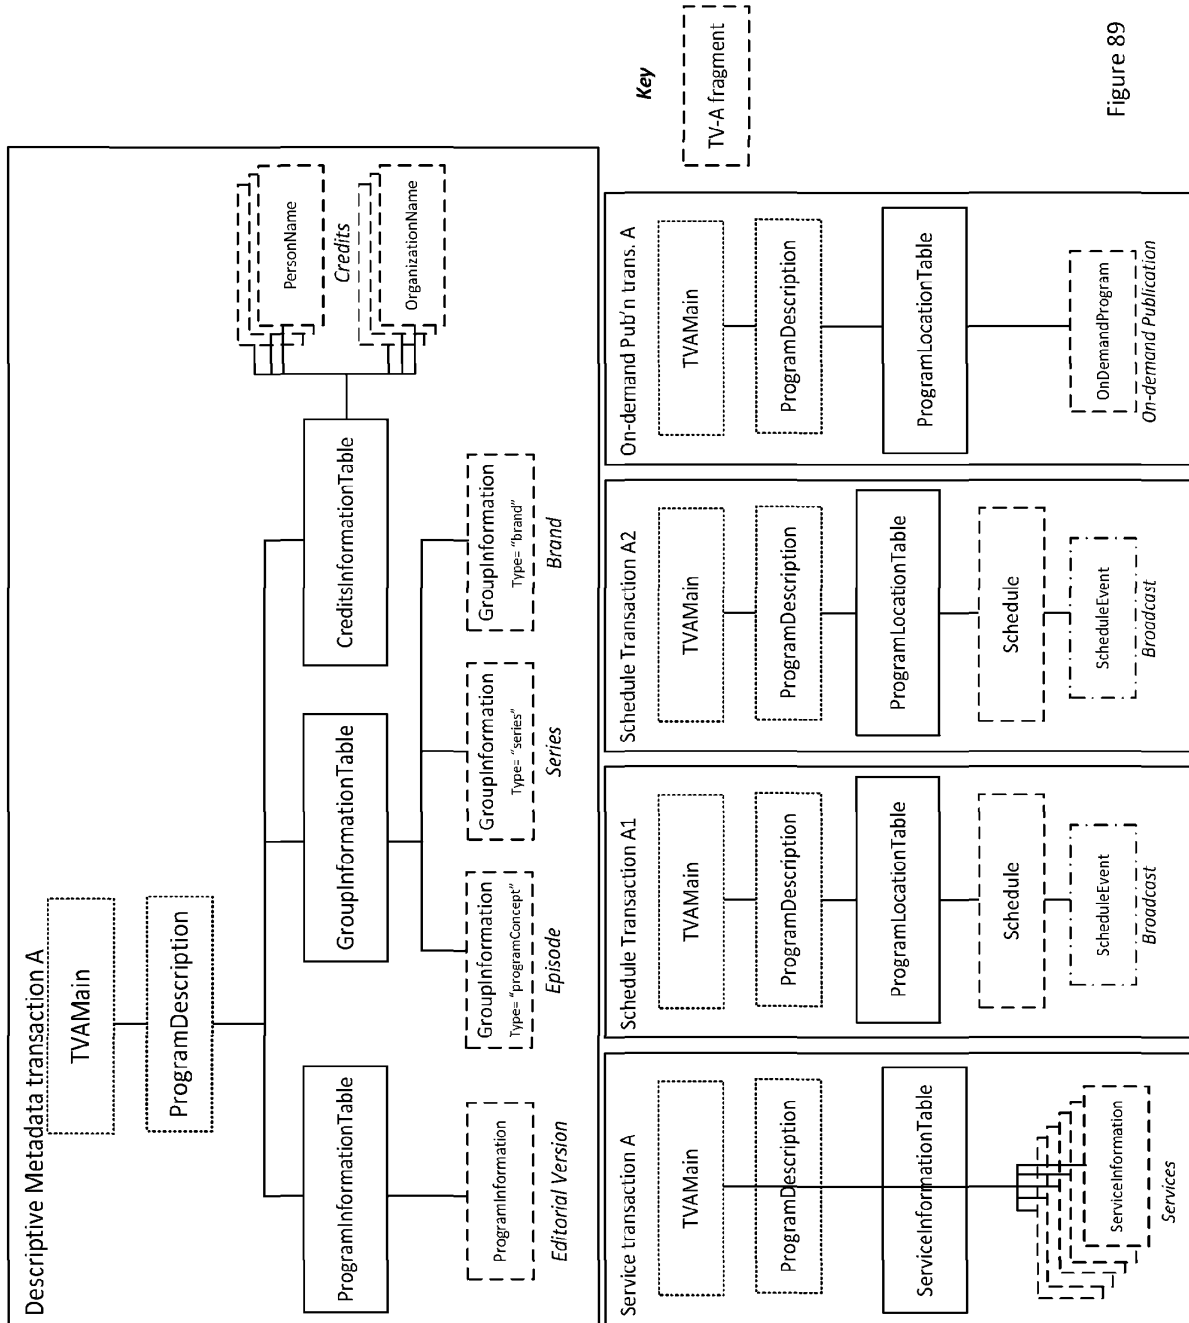 Descriptive Metadata transaction A
TVAMain
ProgramDescription
ProgramInformationTable
GroupInformationTable
CreditsInformationTable
PersonName
Credits
OrganizationName
ProgramInformation
Editorial Version
GroupInformation
Type= "programConcept"
Episode
GroupInformation
Type= "series"
Series
GroupInformation
Type= "brand"
Brand
Service transaction A
TVAMain
ProgramDescription
ServiceInformationTable
ServiceInformation
Services
Schedule Transaction A1
TVAMain
ProgramDescription
ProgramLocationTable
Schedule
ScheduleEvent
Broadcast
Schedule Transaction A2
TVAMain
ProgramDescription
ProgramLocationTable
Schedule
ScheduleEvent
Broadcast
On-demand Pub'n trans. A
TVAMain
ProgramDescription
ProgramLocationTable
OnDemandProgram
On-demand Publication
Key
TV-A fragment
Figure 89